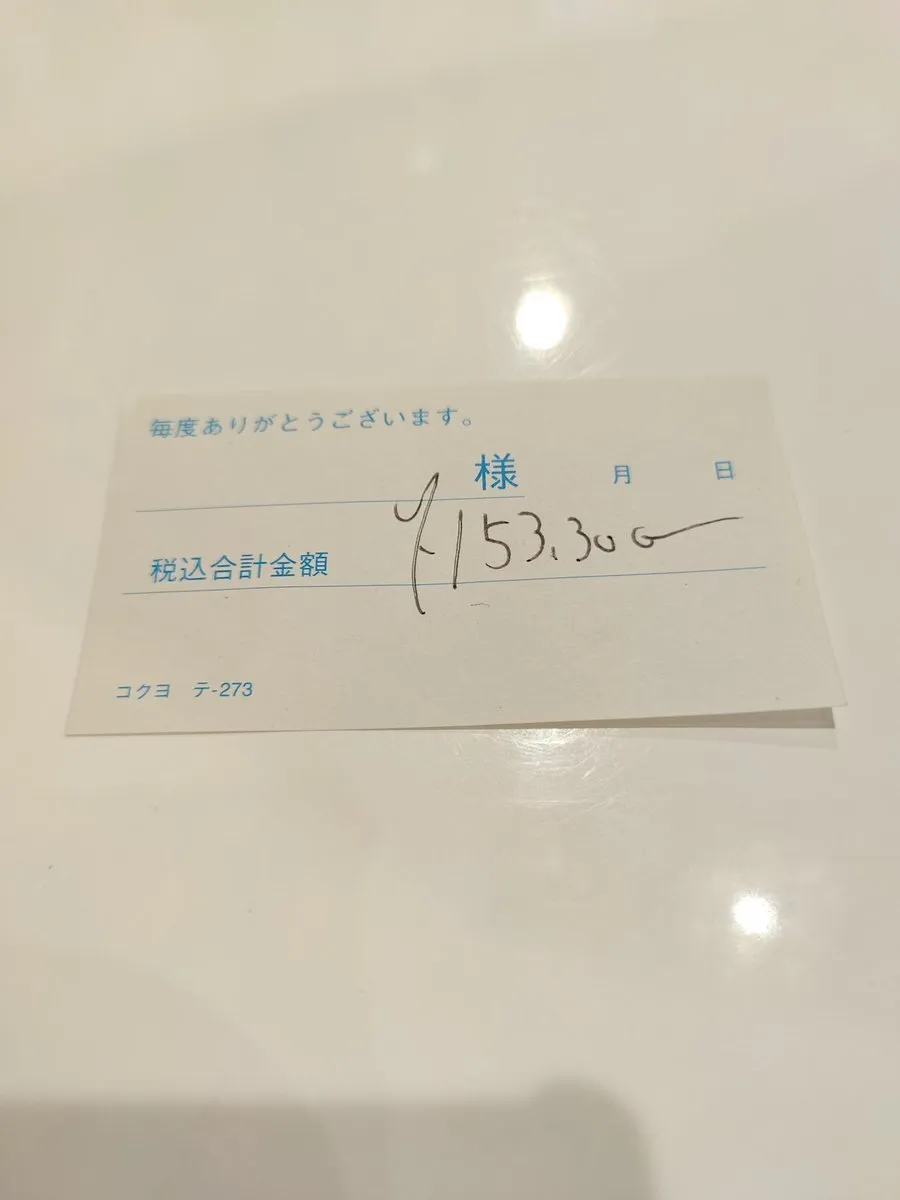 毎度ありがとうございます。
様 月 日
税込合計金額 ¥153,300
コクヨ テ-273